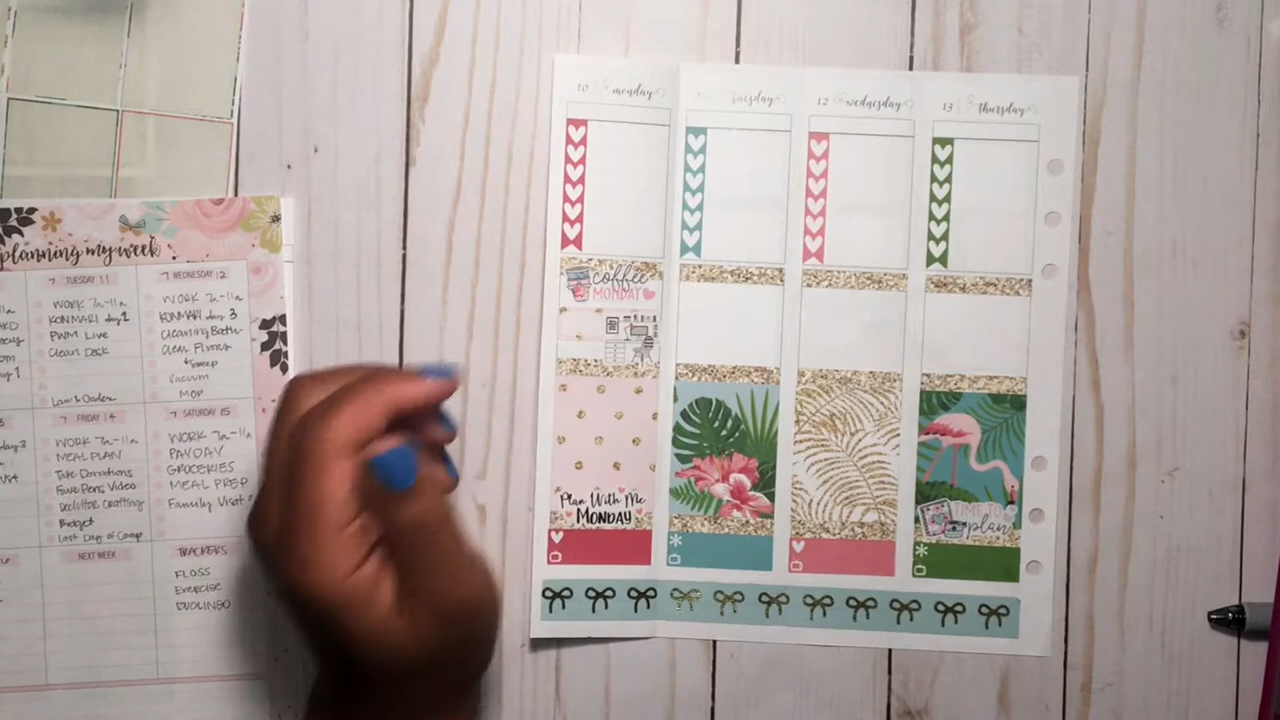 planning my week
7 TUESDAY 11
WORK 7a-11a
KONMARI day 2
PWM Live
Clean Desk
Law & Order
7 WEDNESDAY 12
WORK 7a-11a
KONMARI day 3
Cleaning Bath
Clean Floors
+ Sweep
Vacuum
MOP
7 FRIDAY 14
WORK 7a-11a
MEAL PLAN
Take Donations
Fave Pens Video
Declutter Crafting
Budget
Last Day of Camp
7 SATURDAY 15
WORK 7a-11a
PAYDAY
GROCERIES
MEAL PREP
Family Visit
NEXT WEEK
TRACKERS
FLOSS
Exercise
DUOLINGO
10 monday
tuesday
12 wednesday
13 thursday
coffee
MONDAY
Plan With Me
MONDAY
TIME TO
plan